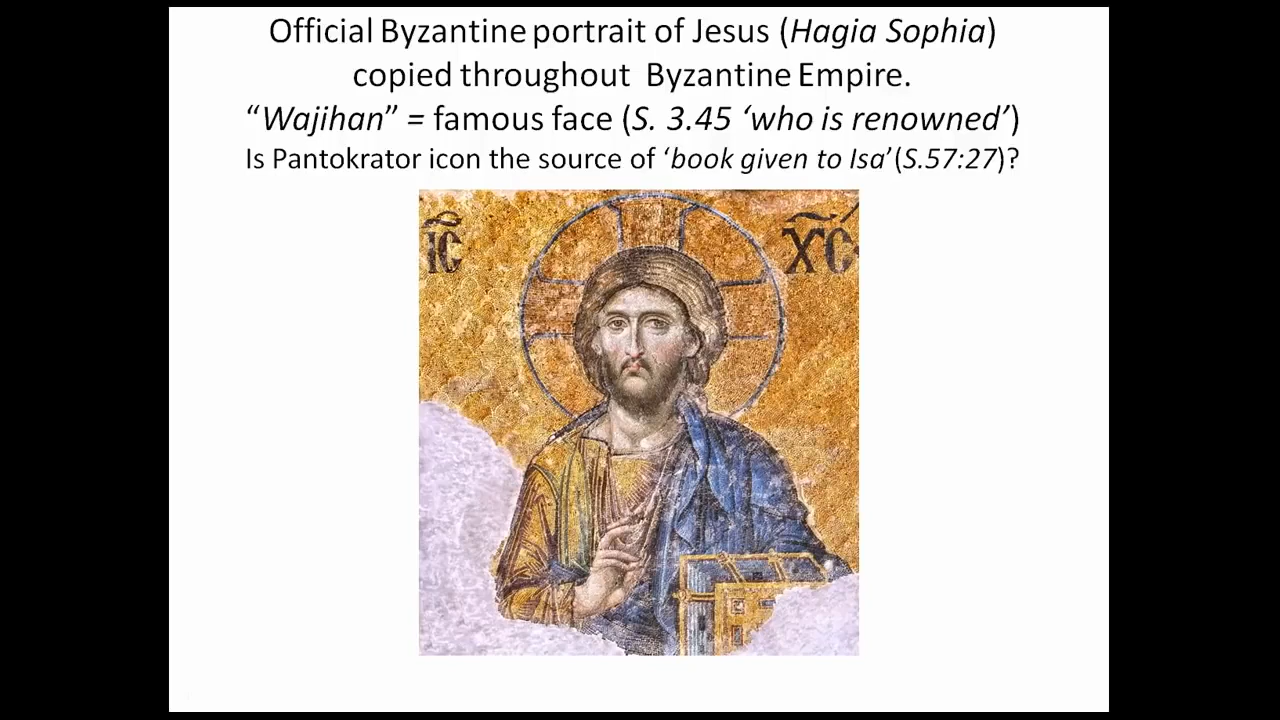 Official Byzantine portrait of Jesus (Hagia Sophia)
copied throughout Byzantine Empire.
“Wajihan” = famous face (S. 3.45 ‘who is renowned’)
Is Pantokrator icon the source of ‘book given to Isa’(S.57:27)?
IC XC